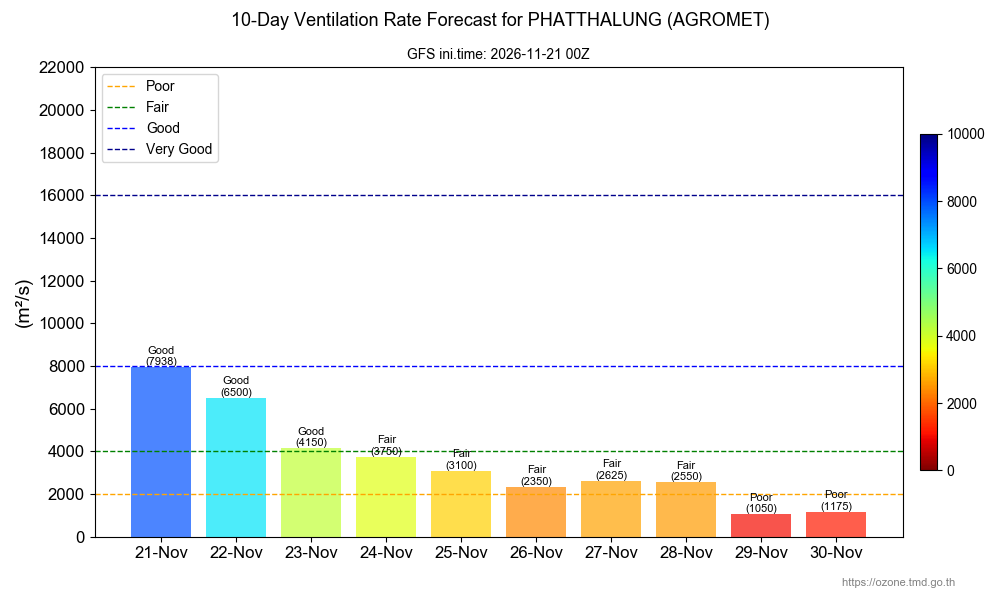 10-Day Ventilation Rate Forecast for PHATTHALUNG (AGROMET)
GFS ini.time: 2026-11-21 00Z
(m²/s)
22000
20000
18000
16000
14000
12000
10000
8000
6000
4000
2000
0
Poor
Fair
Good
Very Good
Good
(7938)
Good
(6500)
Good
(4150)
Fair
(3750)
Fair
(3100)
Fair
(2350)
Fair
(2625)
Fair
(2550)
Poor
(1050)
Poor
(1175)
21-Nov 22-Nov 23-Nov 24-Nov 25-Nov 26-Nov 27-Nov 28-Nov 29-Nov 30-Nov
10000
8000
6000
4000
2000
0
https://ozone.tmd.go.th